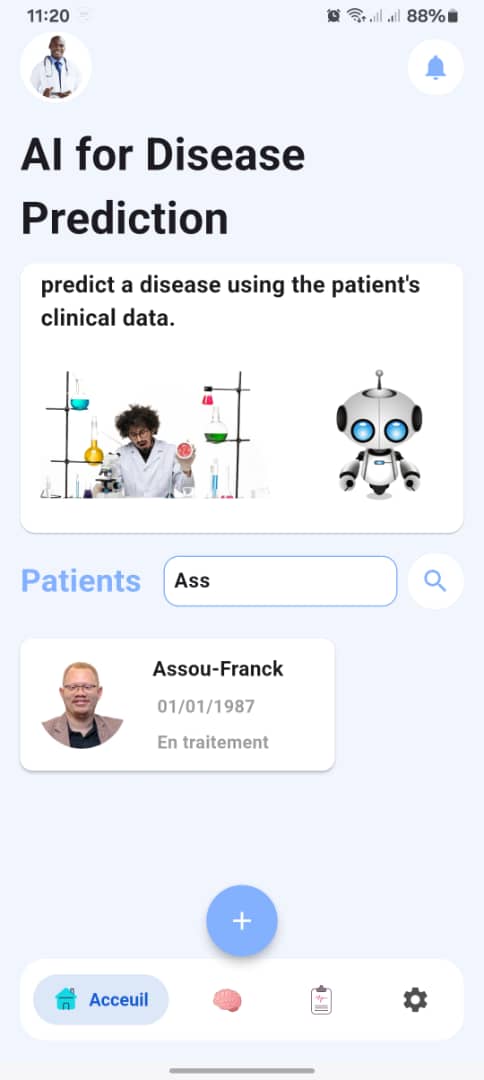 11:20
88%
AI for Disease
Prediction
predict a disease using the patient's
clinical data.
Patients
Ass
Assou-Franck
01/01/1987
En traitement
Acceuil